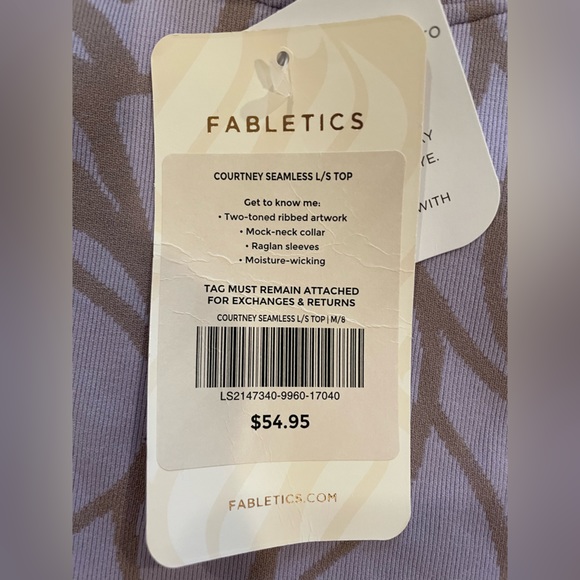 FABLETICS
COURTNEY SEAMLESS L/S TOP
Get to know me:
• Two-toned ribbed artwork
• Mock-neck collar
• Raglan sleeves
• Moisture-wicking
TAG MUST REMAIN ATTACHED
FOR EXCHANGES & RETURNS
COURTNEY SEAMLESS L/S TOP | M/8
LS2147340-9960-17040
$54.95
FABLETICS.COM
WITH